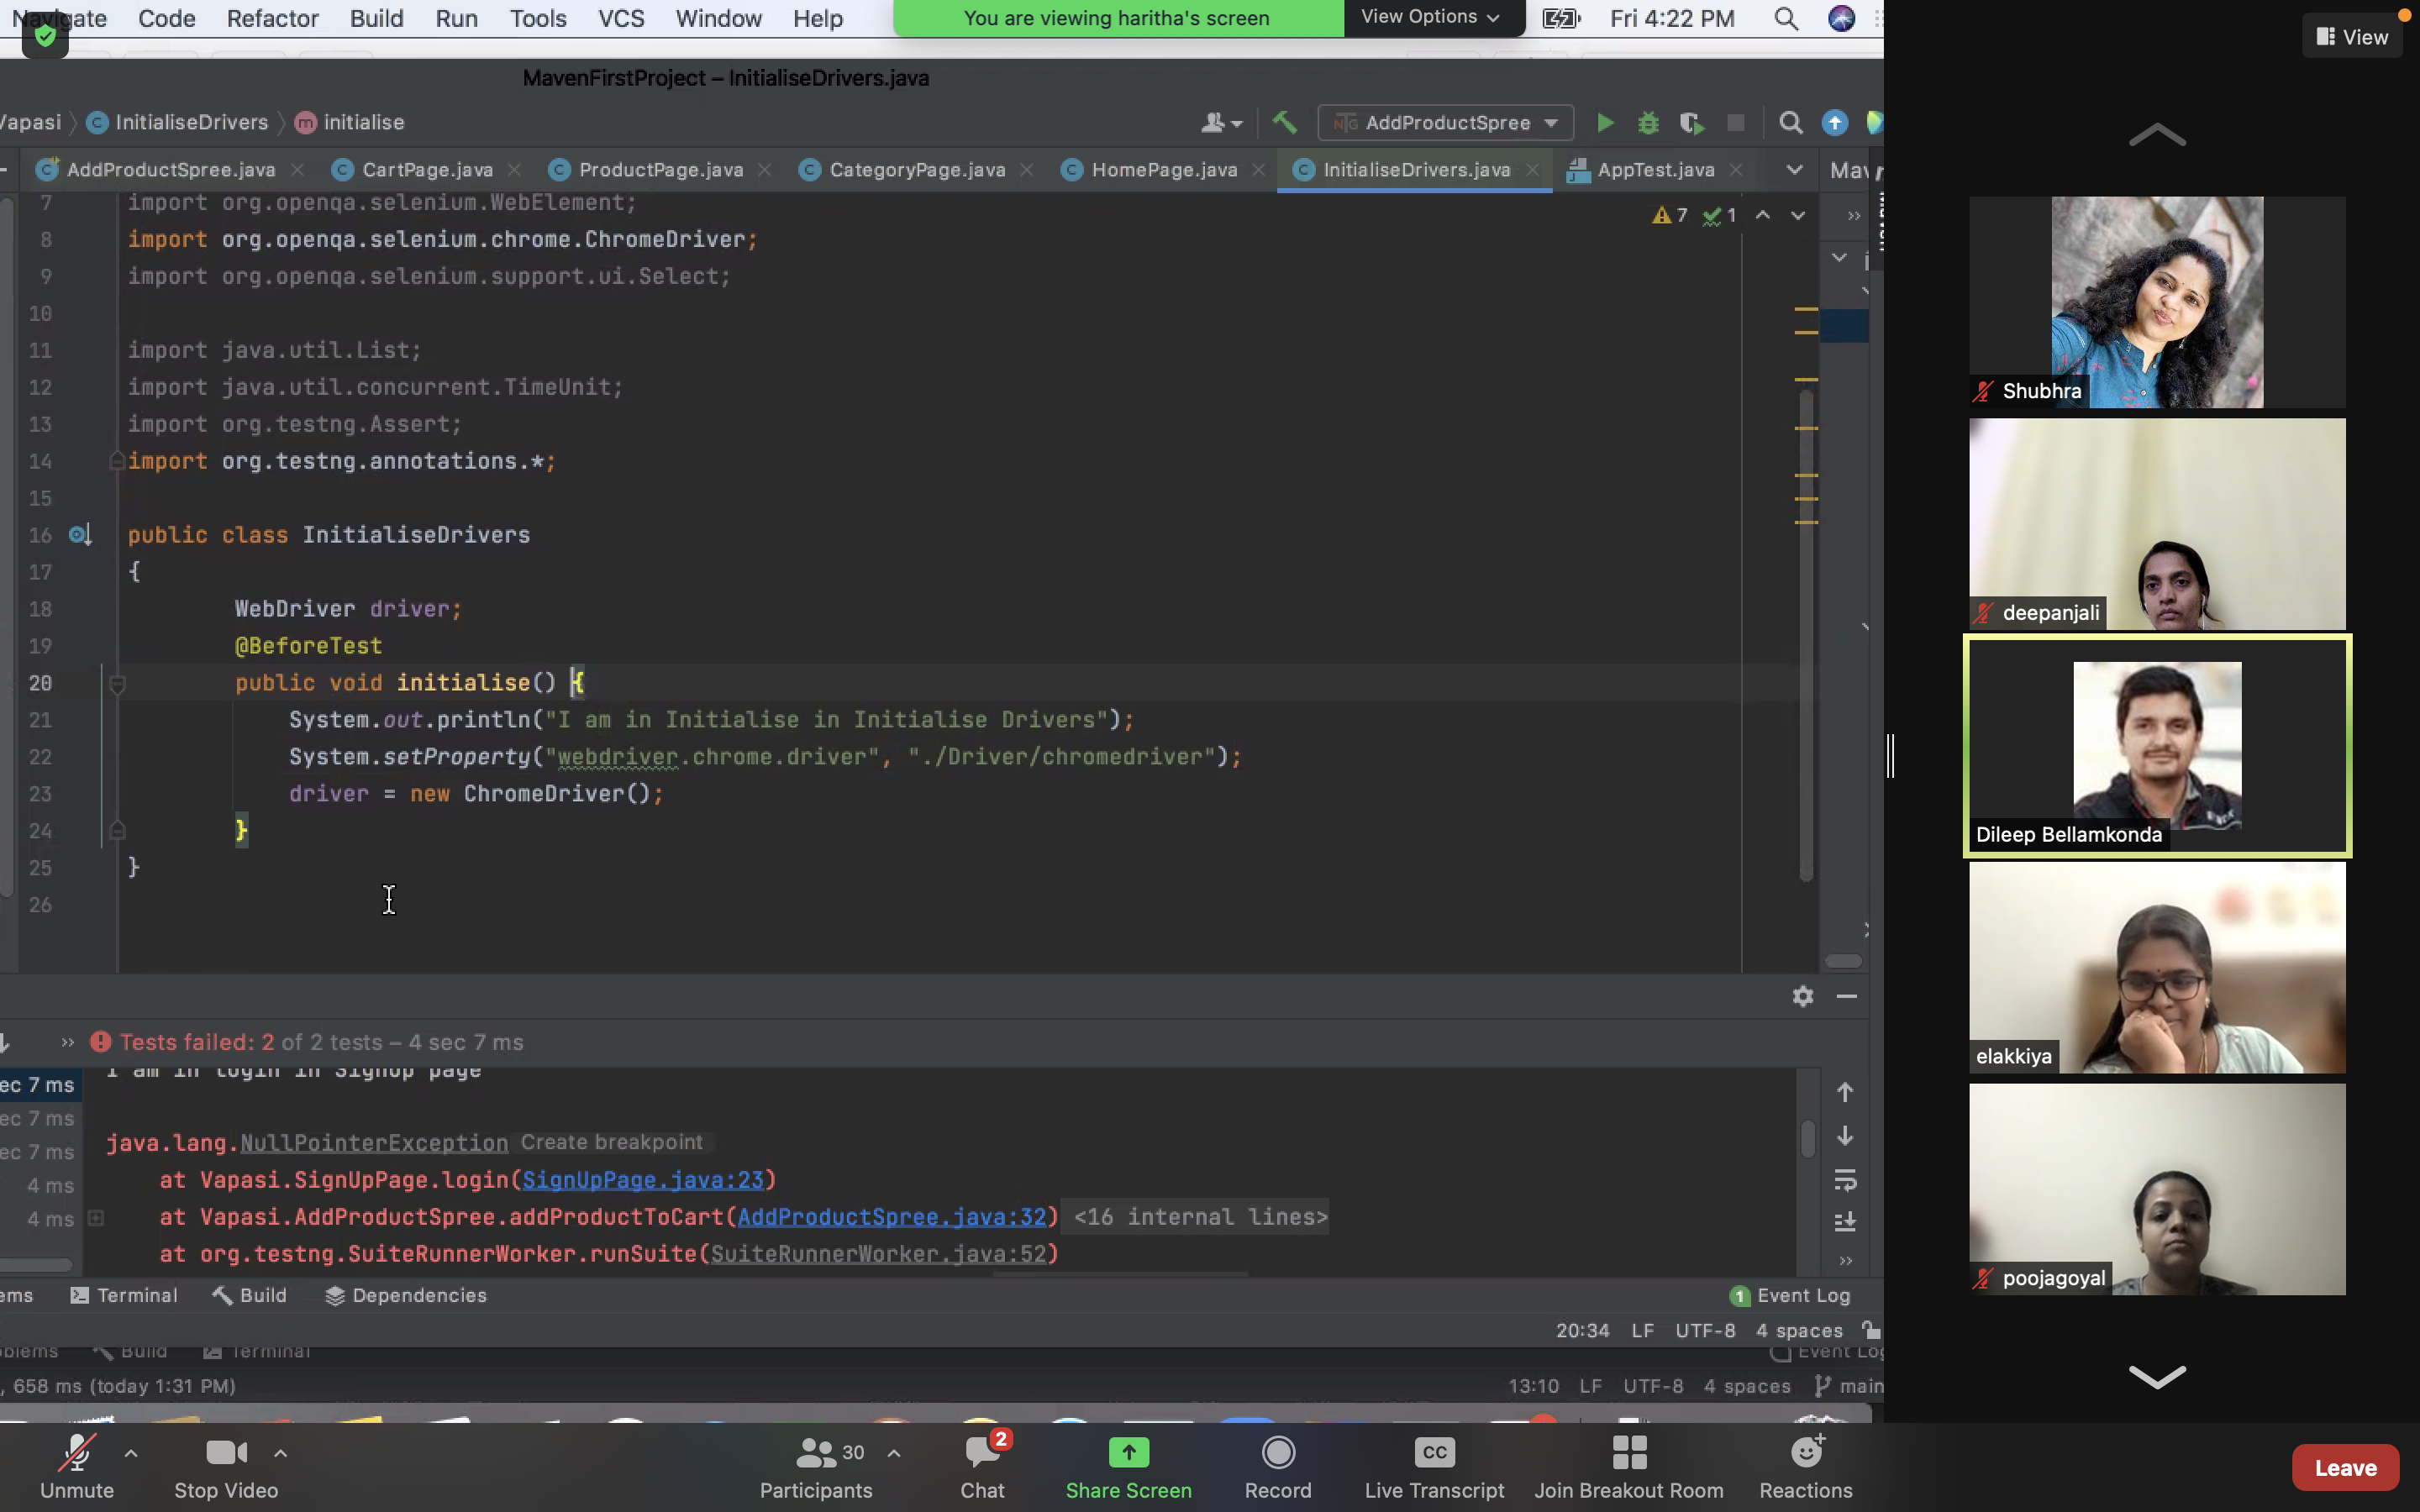 Navigate Code Refactor Build Run Tools VCS Window Help
You are viewing haritha's screen View Options
Fri 4:22 PM
View
MavenFirstProject – InitialiseDrivers.java
Vapasi InitialiseDrivers m initialise
AddProductSpree
AddProductSpree.java CartPage.java ProductPage.java CategoryPage.java HomePage.java InitialiseDrivers.java AppTest.java
7 import org.openqa.selenium.WebElement;
7 1
8 import org.openqa.selenium.chrome.ChromeDriver;
9 import org.openqa.selenium.support.ui.Select;
10
11 import java.util.List;
12 import java.util.concurrent.TimeUnit;
13 import org.testng.Assert;
14 import org.testng.annotations.*;
15
16 public class InitialiseDrivers
17 {
18 WebDriver driver;
19 @BeforeTest
20 public void initialise() {
21 System.out.println("I am in Initialise in Initialise Drivers");
22 System.setProperty("webdriver.chrome.driver", "./Driver/chromedriver");
23 driver = new ChromeDriver();
24 }
25 }
26
Tests failed: 2 of 2 tests – 4 sec 7 ms
I am in login in Signup page
ec 7 ms
ec 7 ms
ec 7 ms
4 ms
4 ms
java.lang.NullPointerException Create breakpoint
at Vapasi.SignUpPage.login(SignUpPage.java:23)
at Vapasi.AddProductSpree.addProductToCart(AddProductSpree.java:32) <16 internal lines>
at org.testng.SuiteRunnerWorker.runSuite(SuiteRunnerWorker.java:52)
ems Terminal Build Dependencies
1 Event Log
20:34 LF UTF-8 4 spaces
blems Build Terminal
Event Log
, 658 ms (today 1:31 PM)
13:10 LF UTF-8 4 spaces main
Shubhra
deepanjali
Dileep Bellamkonda
elakkiya
poojagoyal
30
2
CC
Unmute Stop Video Participants Chat Share Screen Record Live Transcript Join Breakout Room Reactions
Leave